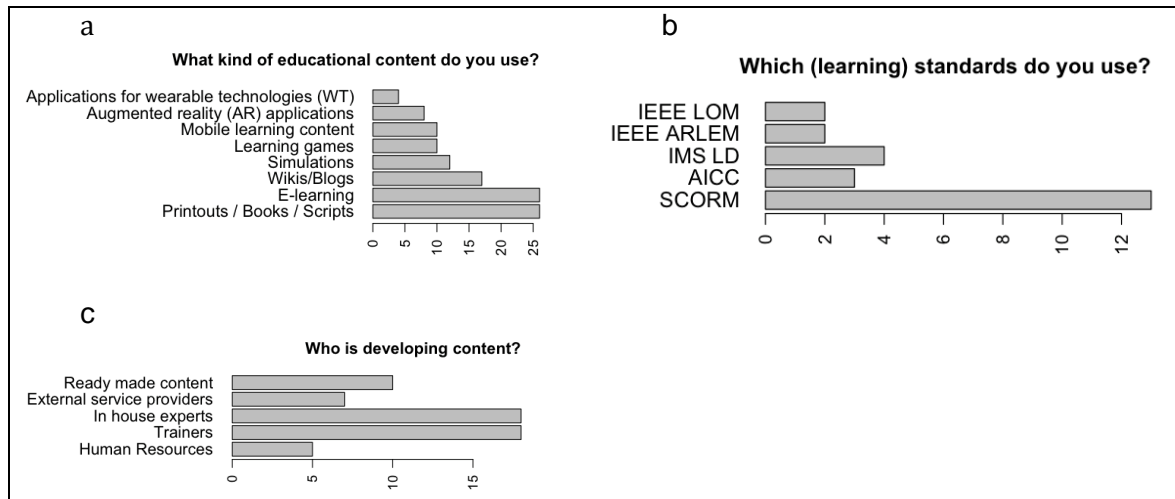 a
What kind of educational content do you use?
Applications for wearable technologies (WT)
Augmented reality (AR) applications
Mobile learning content
Learning games
Simulations
Wikis/Blogs
E-learning
Printouts / Books / Scripts
0 5 10 15 20 25
b
Which (learning) standards do you use?
IEEE LOM
IEEE ARLEM
IMS LD
AICC
SCORM
0 2 4 6 8 10 12
c
Who is developing content?
Ready made content
External service providers
In house experts
Trainers
Human Resources
0 5 10 15